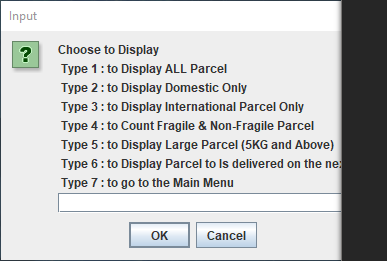 Input
Choose to Display
Type 1 : to Display ALL Parcel
Type 2 : to Display Domestic Only
Type 3 : to Display International Parcel Only
Type 4 : to Count Fragile & Non-Fragile Parcel
Type 5 : to Display Large Parcel (5KG and Above)
Type 6 : to Display Parcel to Is delivered on the
Type 7 : to go to the Main Menu
OK
Cancel